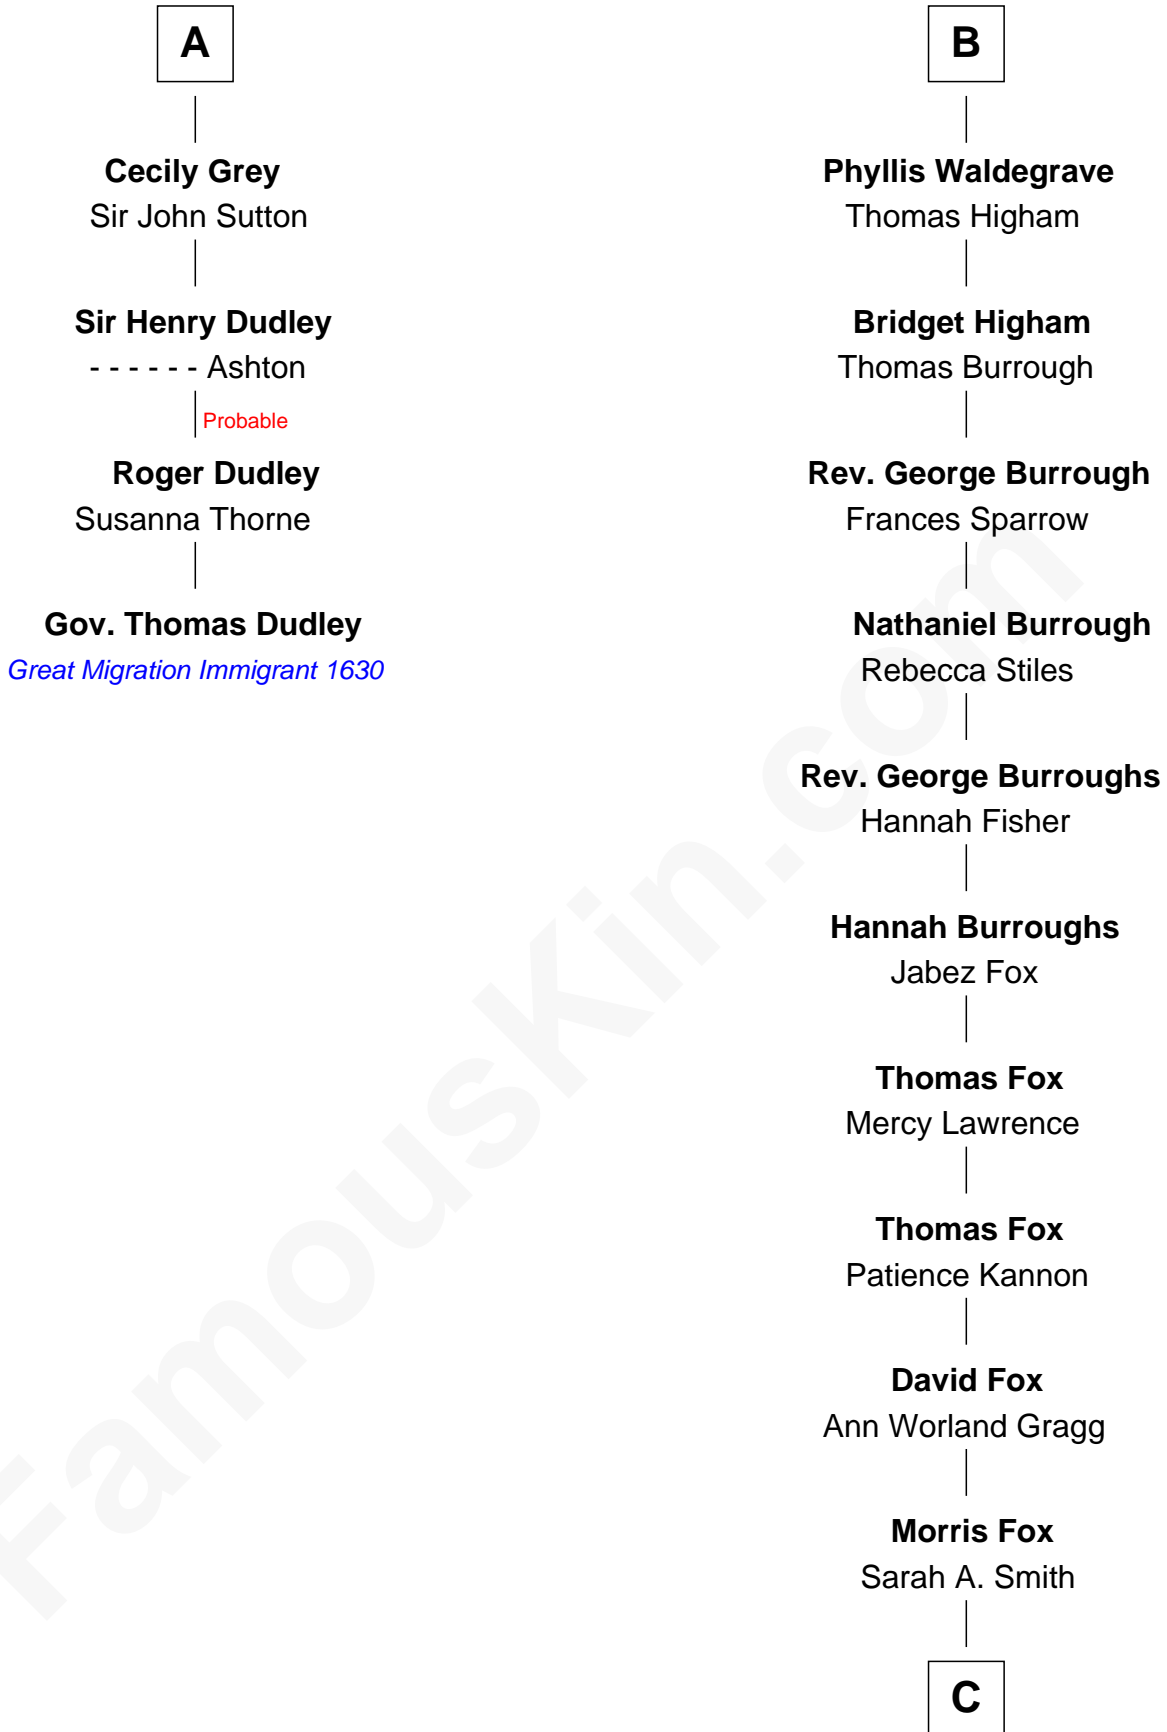 A
Cecily Grey
Sir John Sutton
Sir Henry Dudley
- - - - - - Ashton
Probable
Roger Dudley
Susanna Thorne
Gov. Thomas Dudley
Great Migration Immigrant 1630
B
Phyllis Waldegrave
Thomas Higham
Bridget Higham
Thomas Burrough
Rev. George Burrough
Frances Sparrow
Nathaniel Burrough
Rebecca Stiles
Rev. George Burroughs
Hannah Fisher
Hannah Burroughs
Jabez Fox
Thomas Fox
Mercy Lawrence
Thomas Fox
Patience Kannon
David Fox
Ann Worland Gragg
Morris Fox
Sarah A. Smith
C
FamousKin.com